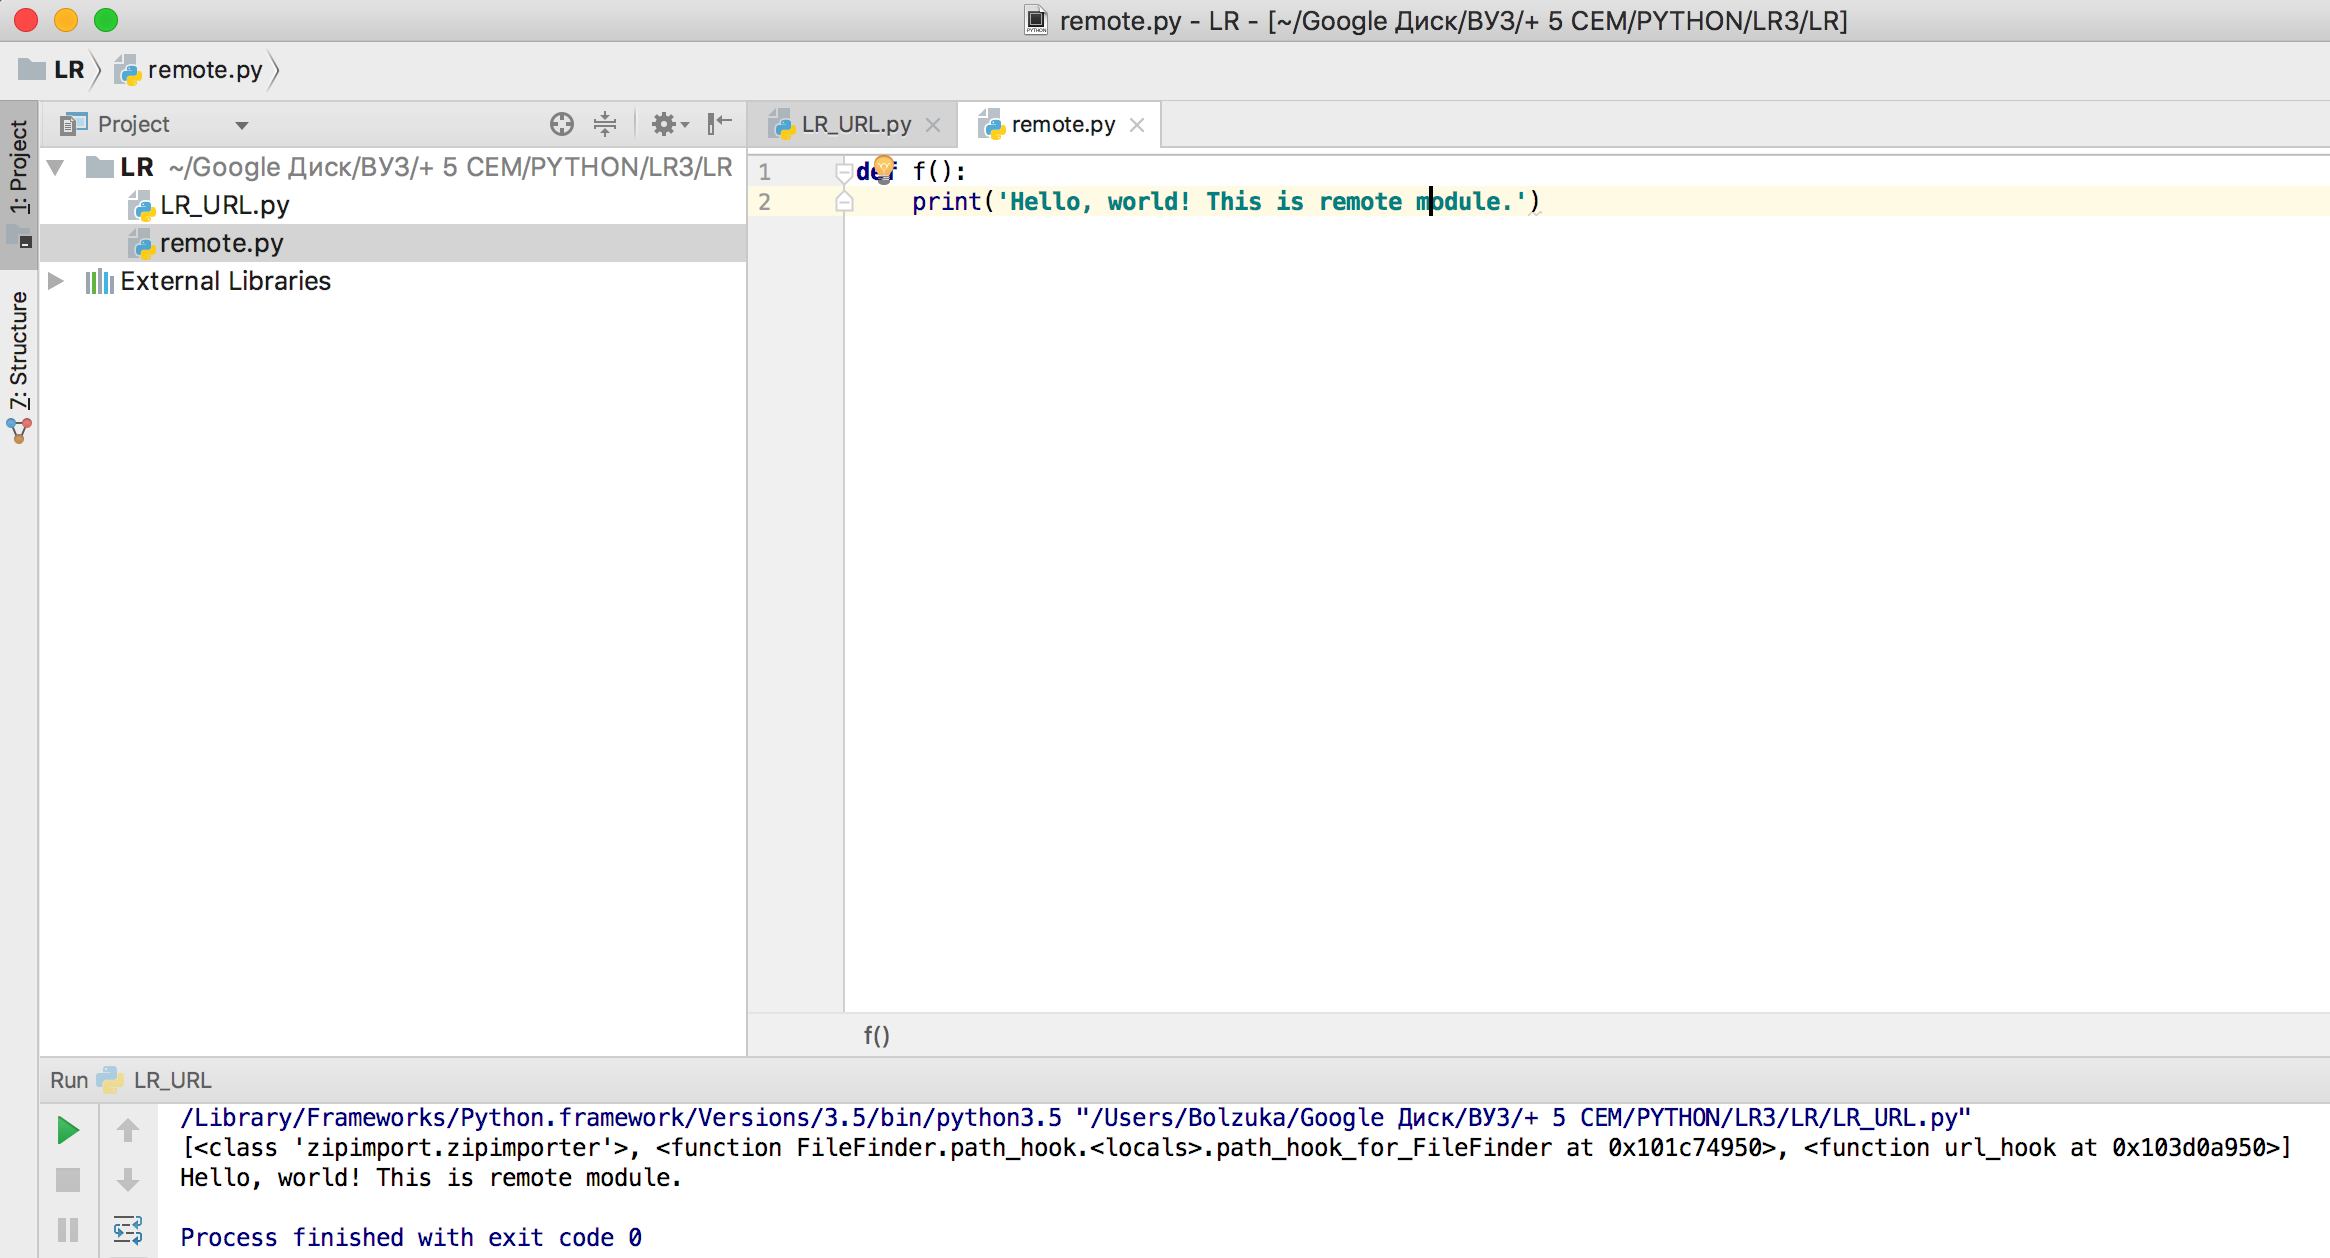 remote.py - LR - [~/Google Диск/ВУЗ/+ 5 СЕМ/PYTHON/LR3/LR]
LR remote.py
1: Project
7: Structure
Project
LR ~/Google Диск/ВУЗ/+ 5 СЕМ/PYTHON/LR3/LR
LR_URL.py
remote.py
External Libraries
LR_URL.py remote.py
1 def f():
2 print('Hello, world! This is remote module.')
f()
Run LR_URL
/Library/Frameworks/Python.framework/Versions/3.5/bin/python3.5 "/Users/Bolzuka/Google Диск/ВУЗ/+ 5 СЕМ/PYTHON/LR3/LR/LR_URL.py"
[<class 'zipimport.zipimporter'>, <function FileFinder.path_hook.<locals>.path_hook_for_FileFinder at 0x101c74950>, <function url_hook at 0x103d0a950>]
Hello, world! This is remote module.
Process finished with exit code 0